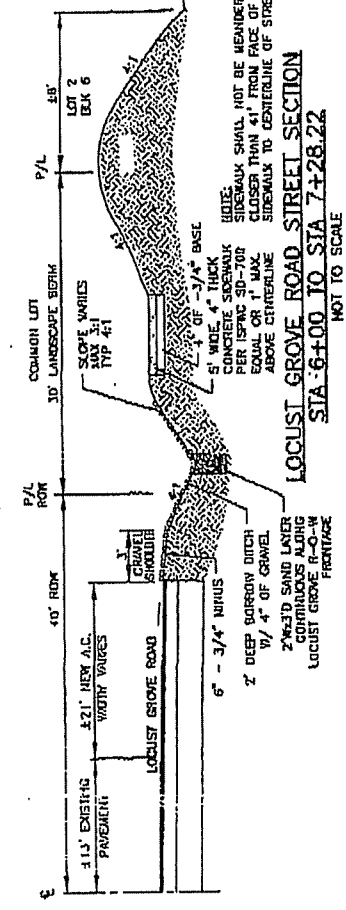 ±8'
LOT 2
BLK 6
P/L
4:1
4:1
COMMON LOT
30' LANDSCAPE BERM
SLOPE VARIES
MAX 3:1
TYP 4:1
P/L
ROW
40' ROW
3'
GRAVEL
SHOULDER
±21' NEW A.C.
WIDTH VARIES
LOCUST GROVE ROAD
±13' EXISTING
PAVEMENT
6" - 3/4" MINUS
2' DEEP BORROW DITCH
W/ 4" OF GRAVEL
2'Wx3'D SAND LAYER
CONTINUOUS ALONG
LOCUST GROVE R-O-W
FRONTAGE
4" OF -3/4" BASE
5' WIDE, 4" THICK
CONCRETE SIDEWALK
PER ISPWC SD-709
EQUAL OR 1' MAX.
ABOVE CENTERLINE
NOTE:
SIDEWALK SHALL NOT BE MEANDER
CLOSER THAN 41' FROM FACE OF
SIDEWALK TO CENTERLINE OF STRE
LOCUST GROVE ROAD STREET SECTION
STA 6+00 TO STA 7+28.22
NOT TO SCALE